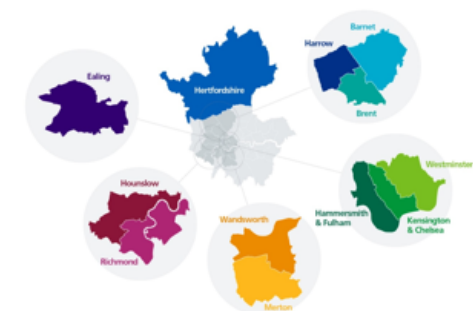 Barnet
Harrow
Brent
Hertfordshire
Ealing
Hounslow
Richmond
Wandsworth
Merton
Westminster
Hammersmith
& Fulham
Kensington
& Chelsea